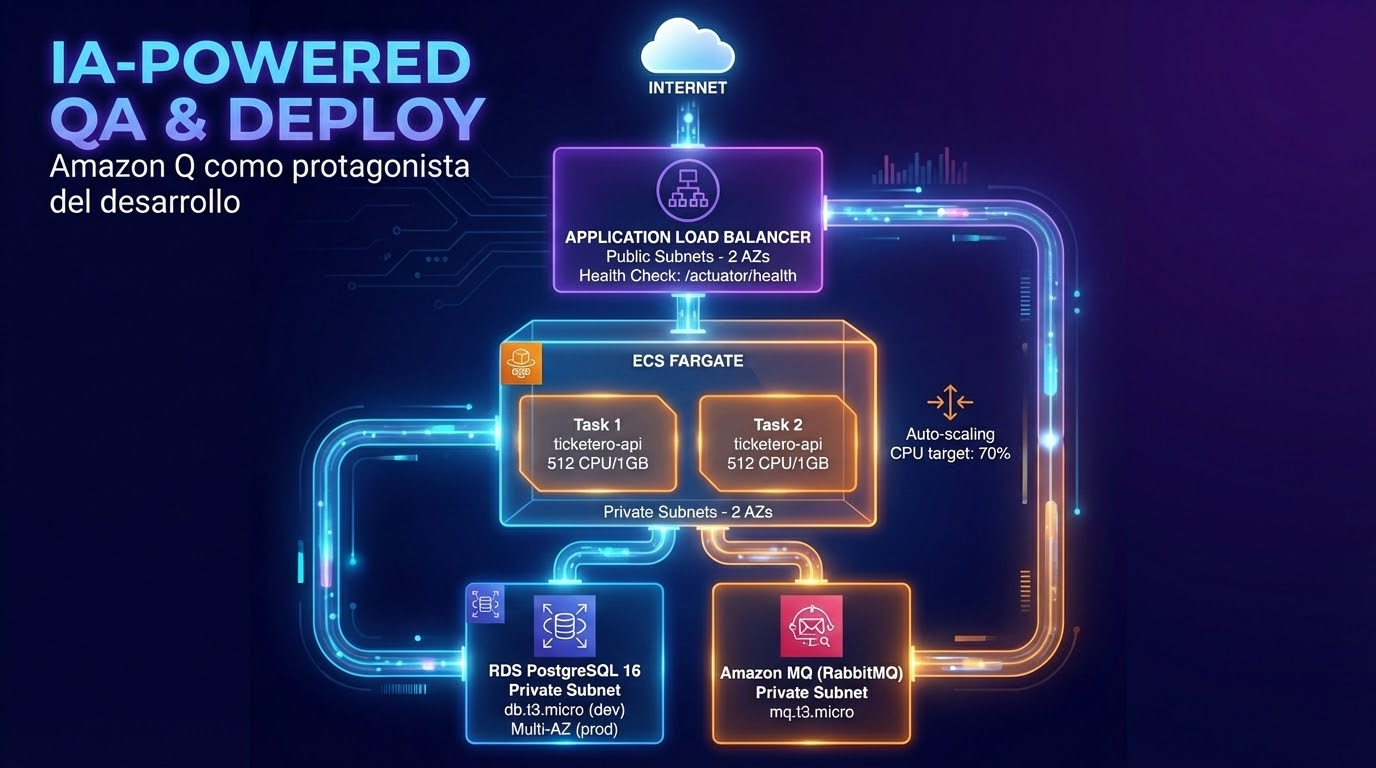 IA-POWERED
QA & DEPLOY
Amazon Q como protagonista
del desarrollo
INTERNET
APPLICATION LOAD BALANCER
Public Subnets - 2 AZs
Health Check: /actuator/health
ECS FARGATE
Task 1
ticketero-api
512 CPU/1GB
Task 2
ticketero-api
512 CPU/1GB
Private Subnets - 2 AZs
Auto-scaling
CPU target: 70%
RDS PostgreSQL 16
Private Subnet
db.t3.micro (dev)
Multi-AZ (prod)
Amazon MQ (RabbitMQ)
Private Subnet
mq.t3.micro